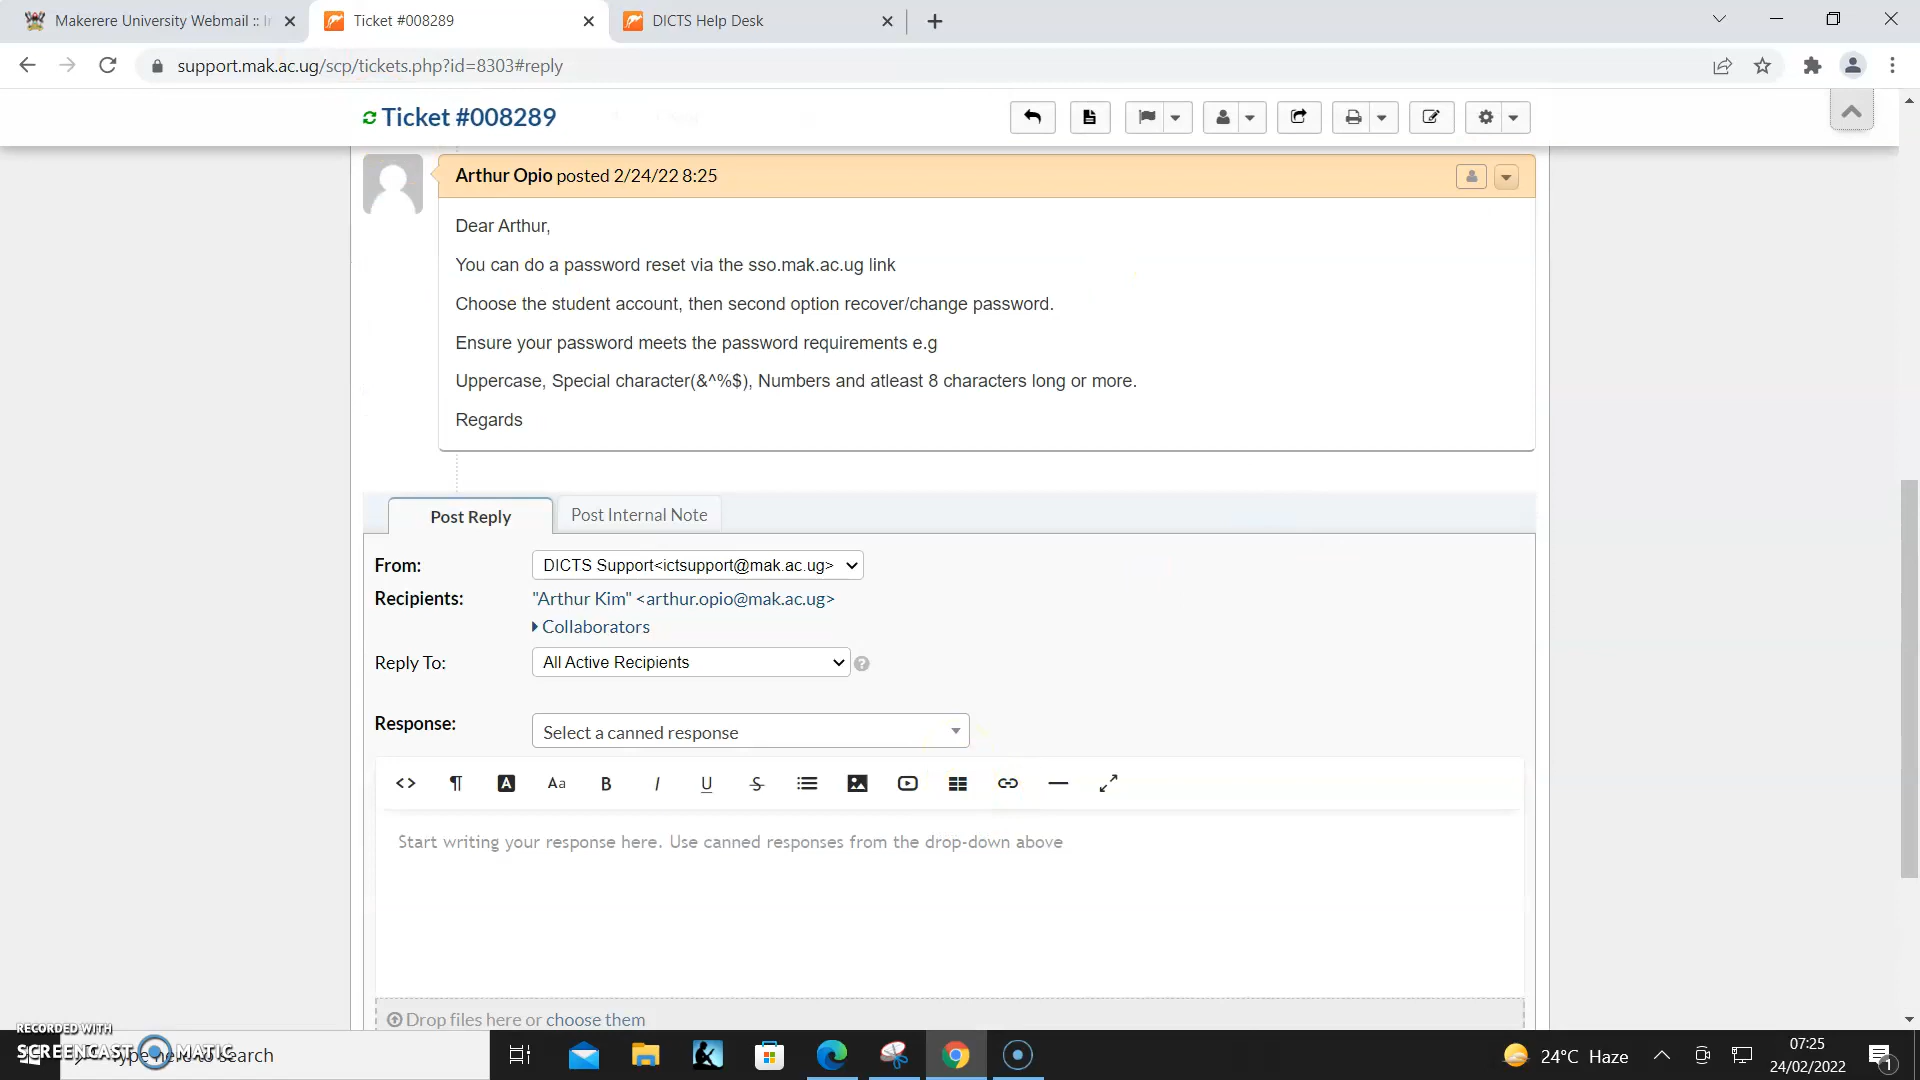 Makerere University Webmail :: I
Ticket #008289
DICTS Help Desk
support.mak.ac.ug/scp/tickets.php?id=8303#reply
Ticket #008289
Arthur Opio posted 2/24/22 8:25
Dear Arthur,
You can do a password reset via the sso.mak.ac.ug link
Choose the student account, then second option recover/change password.
Ensure your password meets the password requirements e.g
Uppercase, Special character(&^%$), Numbers and atleast 8 characters long or more.
Regards
Post Reply
Post Internal Note
From:
DICTS Support<ictsupport@mak.ac.ug>
Recipients:
"Arthur Kim" <arthur.opio@mak.ac.ug>
Collaborators
Reply To:
All Active Recipients
Response:
Select a canned response
Start writing your response here. Use canned responses from the drop-down above
Drop files here or choose them
RECORDED WITH
SCREENCAST MATIC
Type here to search
24°C Haze
07:25
24/02/2022
1